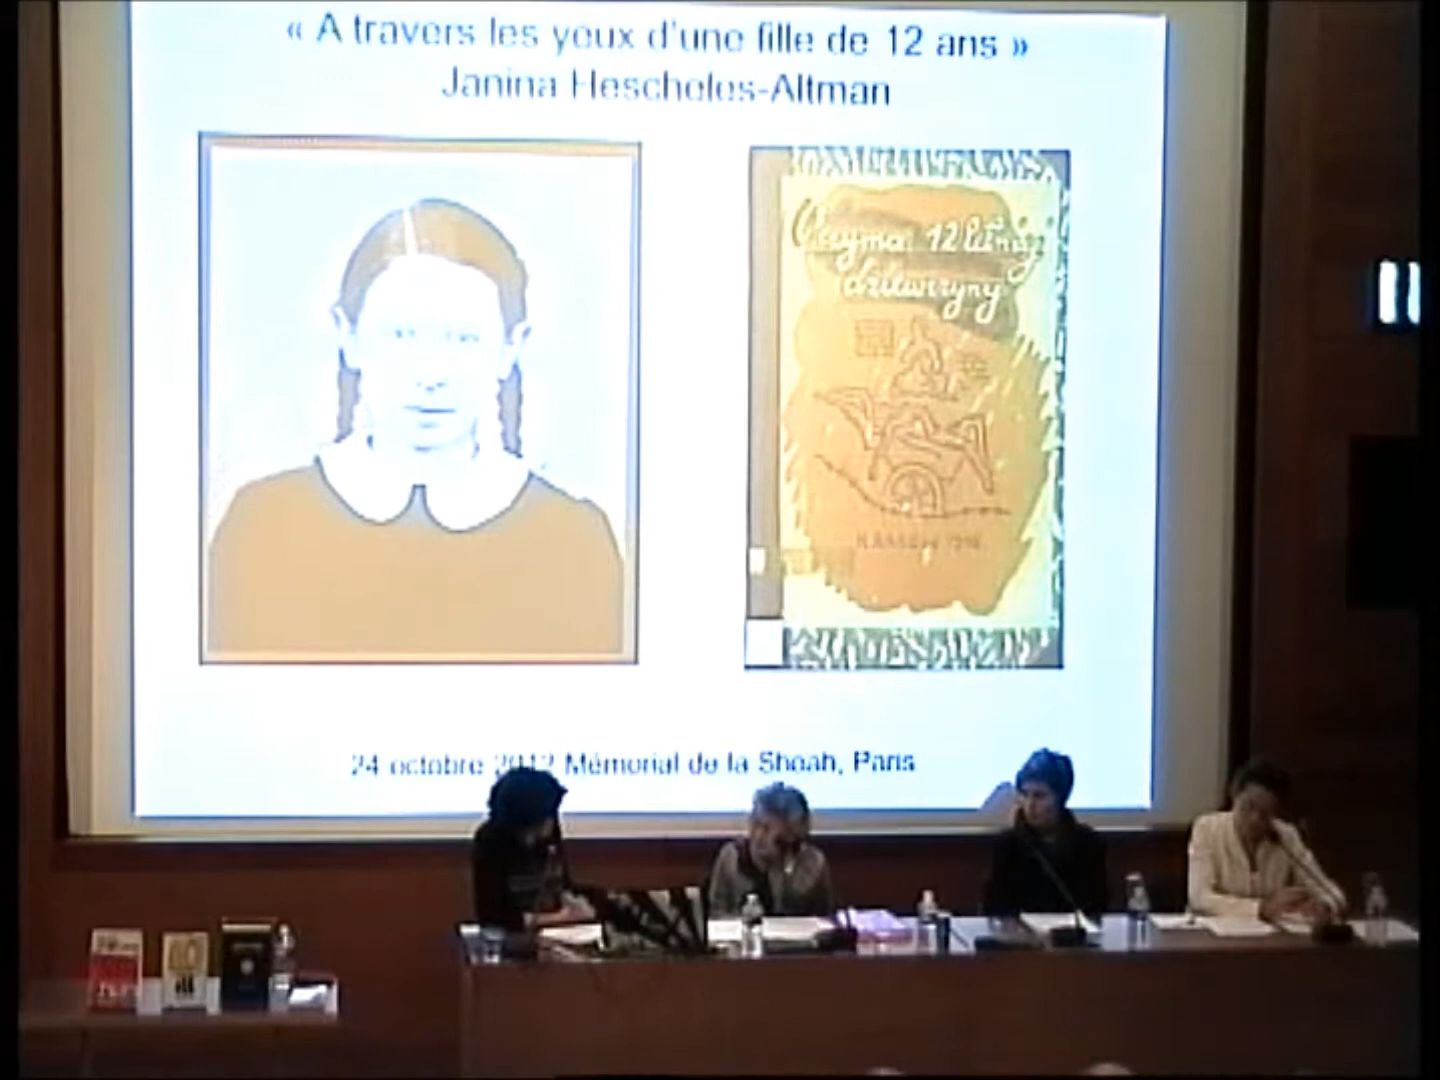 « A travers les yeux d'une fille de 12 ans »
Janina Hescheles-Altman
Oczyma 12 letniej
dziewczyny
24 octobre 2012 Mémorial de la Shoah, Paris